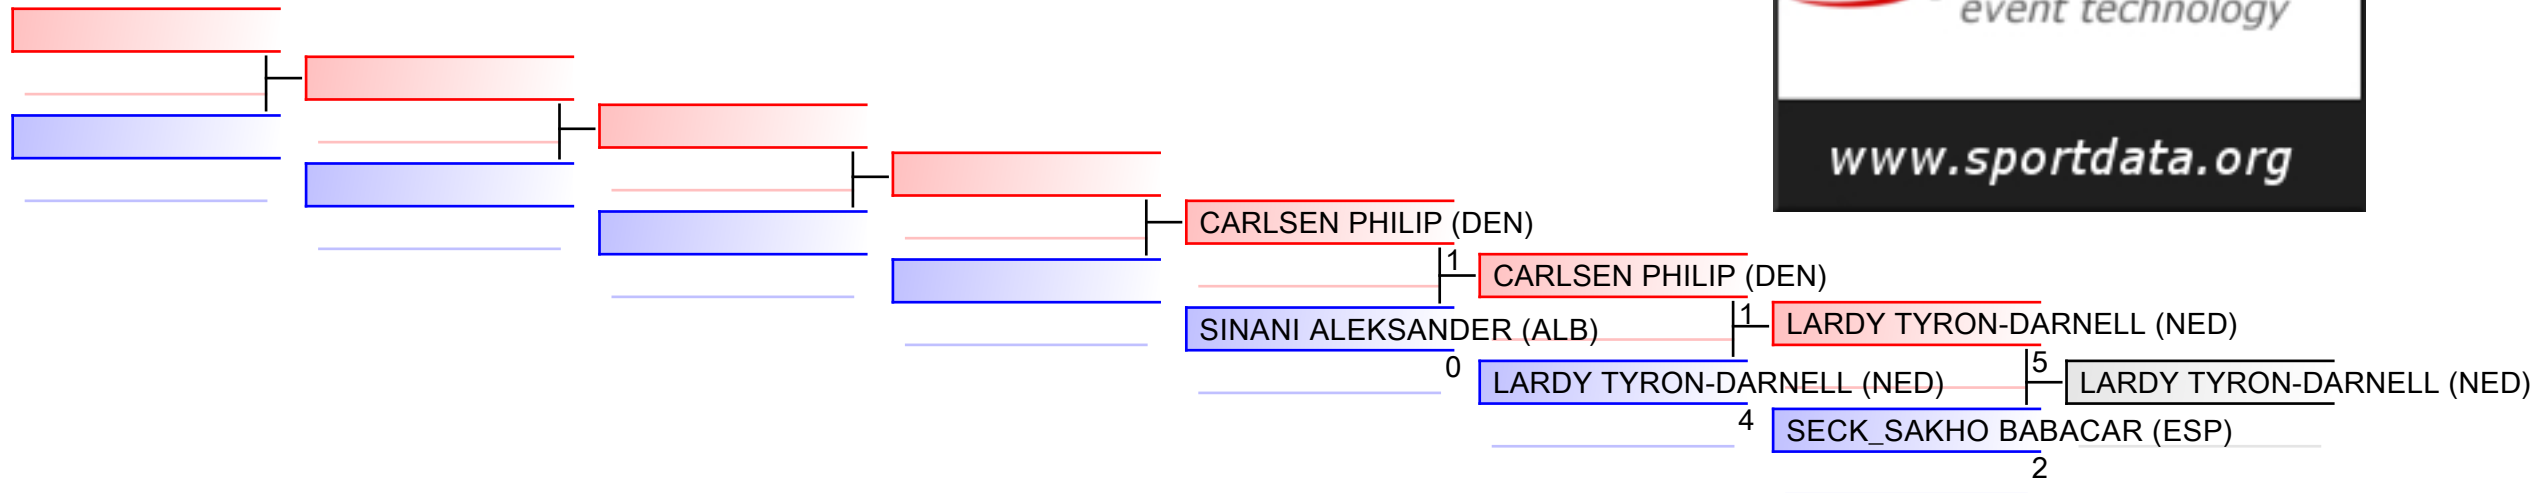 event technology
www.sportdata.org
CARLSEN PHILIP (DEN)
1
CARLSEN PHILIP (DEN)
SINANI ALEKSANDER (ALB)
0
1
LARDY TYRON-DARNELL (NED)
LARDY TYRON-DARNELL (NED)
4
5
LARDY TYRON-DARNELL (NED)
SECK_SAKHO BABACAR (ESP)
2